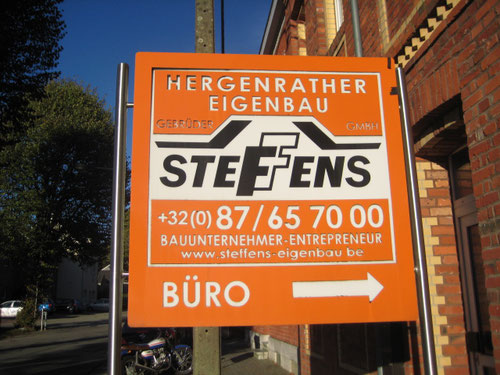 HERGENRATHER
EIGENBAU
GEBRÜDER GMBH
STEFFENS
+32(0)87/65 70 00
BAUUNTERNEHMER-ENTREPRENEUR
www.steffens-eigenbau.be
BÜRO